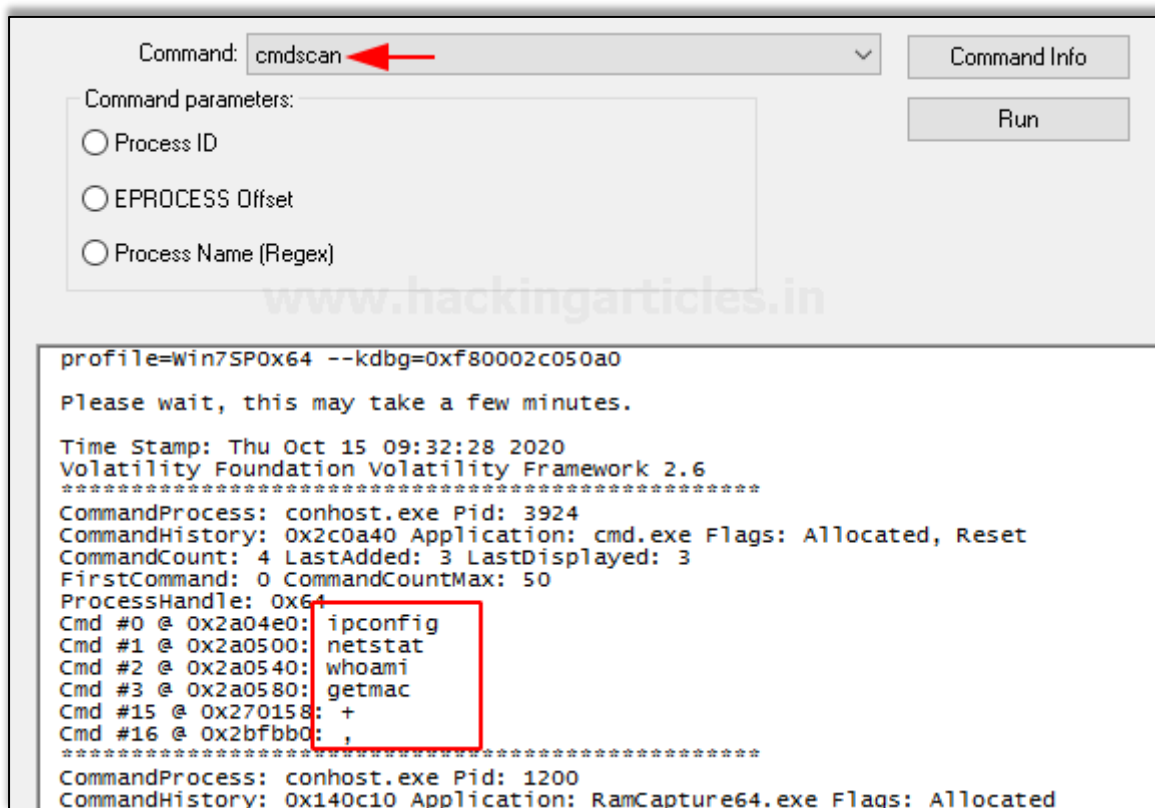 Command: cmdscan
Command Info
Command parameters:
Run
Process ID
EPROCESS Offset
Process Name (Regex)
www.hackingarticles.in
profile=Win7SP0x64 --kdbg=0xf80002c050a0
Please wait, this may take a few minutes.
Time Stamp: Thu Oct 15 09:32:28 2020
Volatility Foundation Volatility Framework 2.6
**************************************************
CommandProcess: conhost.exe Pid: 3924
CommandHistory: 0x2c0a40 Application: cmd.exe Flags: Allocated, Reset
CommandCount: 4 LastAdded: 3 LastDisplayed: 3
FirstCommand: 0 CommandCountMax: 50
ProcessHandle: 0x64
Cmd #0 @ 0x2a04e0: ipconfig
Cmd #1 @ 0x2a0500: netstat
Cmd #2 @ 0x2a0540: whoami
Cmd #3 @ 0x2a0580: getmac
Cmd #15 @ 0x270158: +
Cmd #16 @ 0x2bfbb0: ,
**************************************************
CommandProcess: conhost.exe Pid: 1200
CommandHistory: 0x140c10 Application: RamCapture64.exe Flags: Allocated